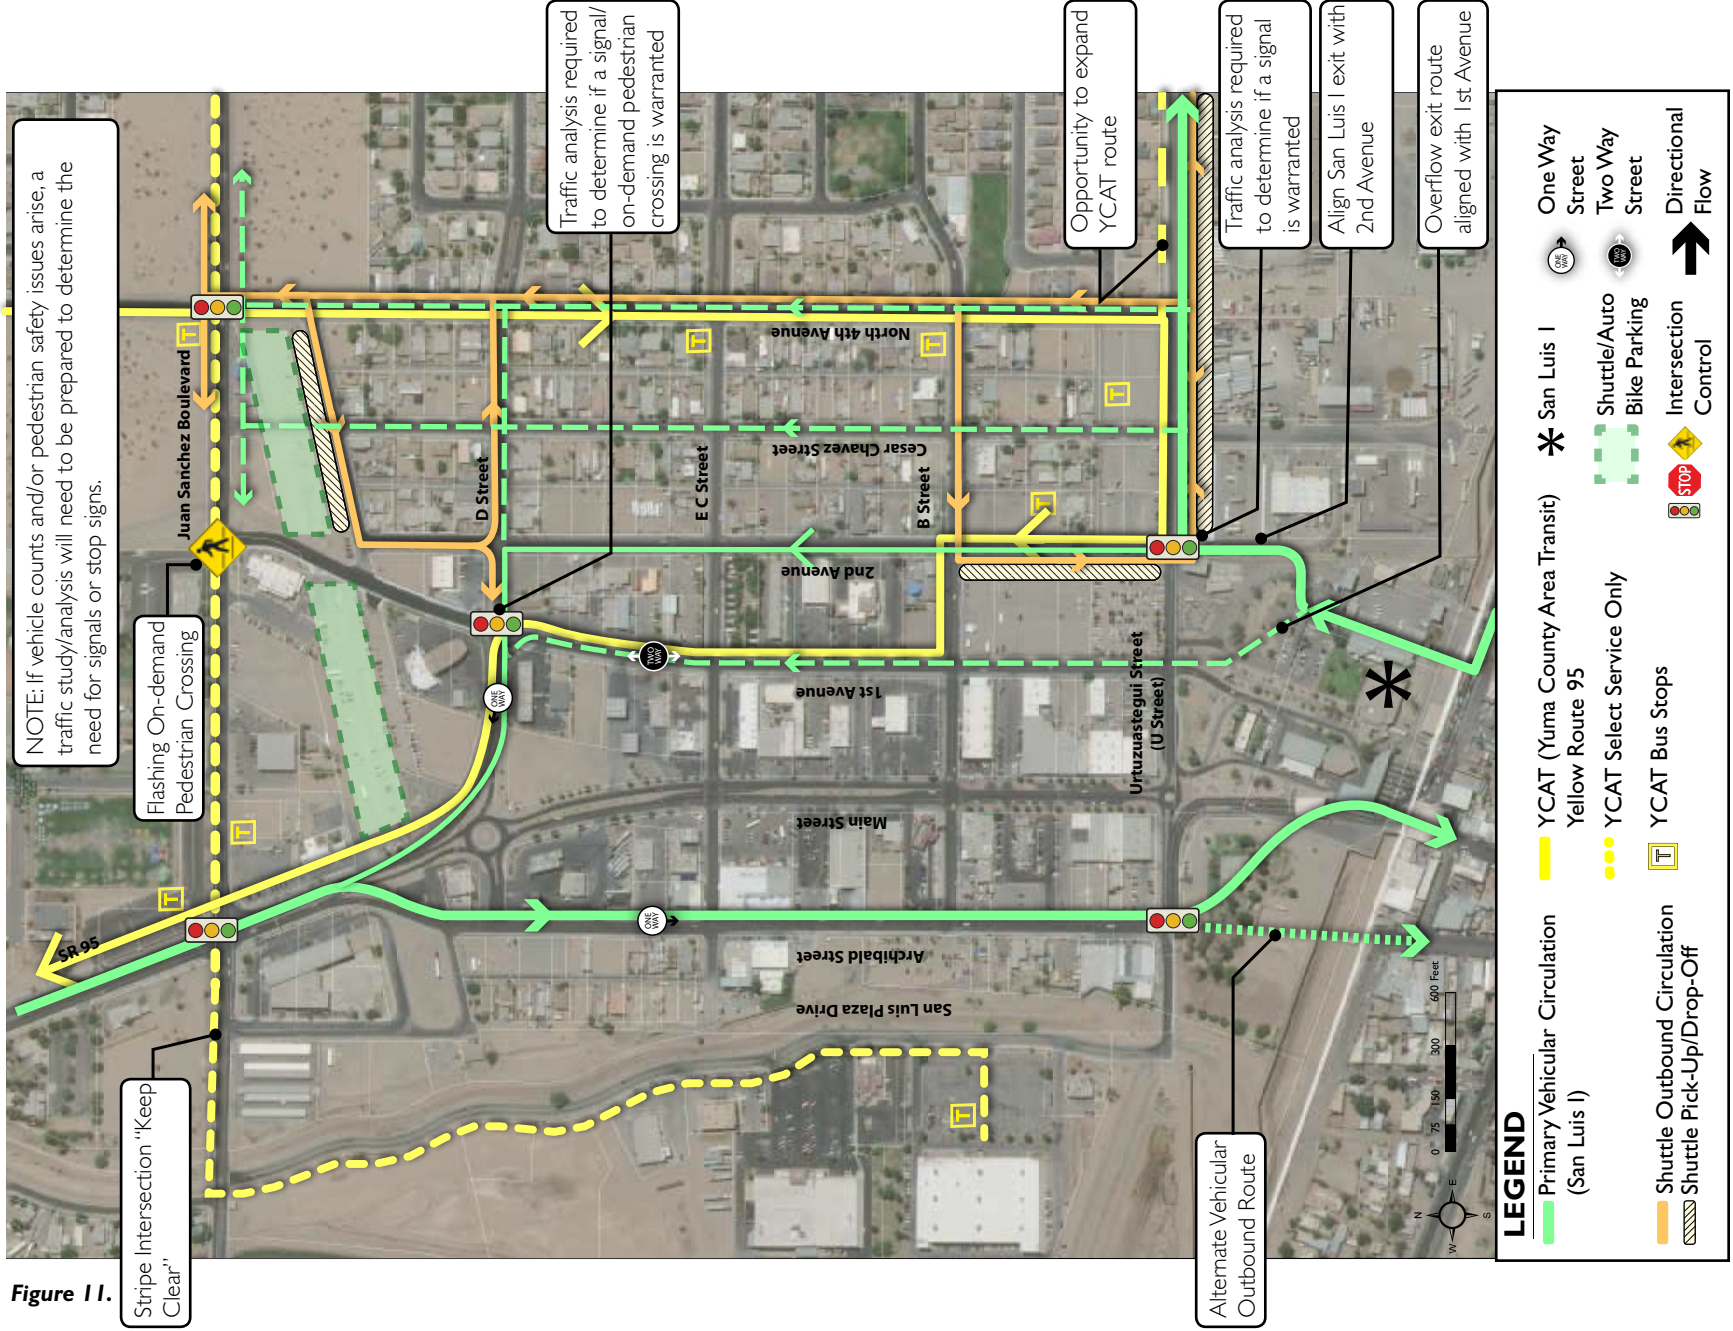 Figure 11.
NOTE: If vehicle counts and/or pedestrian safety issues arise, a
traffic study/analysis will need to be prepared to determine the
need for signals or stop signs.
Flashing On-demand
Pedestrian Crossing
Stripe Intersection "Keep
Clear"
Traffic analysis required
to determine if a signal/
on-demand pedestrian
crossing is warranted
Opportunity to expand
YCAT route
Traffic analysis required
to determine if a signal
is warranted
Align San Luis I exit with
2nd Avenue
Overflow exit route
aligned with 1st Avenue
Alternate Vehicular
Outbound Route
Juan Sanchez Boulevard
SR 95
D Street
E C Street
B Street
Urtuzuastegui Street
(U Street)
North 4th Avenue
Cesar Chavez Street
2nd Avenue
1st Avenue
Main Street
Archibald Street
San Luis Plaza Drive
T
T
T
T
T
T
T
T
ONE
WAY
ONE
WAY
TWO
WAY
0 75 150 300 600 Feet
N
E
S
W
LEGEND
Primary Vehicular Circulation
(San Luis I)
Shuttle Outbound Circulation
Shuttle Pick-Up/Drop-Off
YCAT (Yuma County Area Transit)
Yellow Route 95
YCAT Select Service Only
T
YCAT Bus Stops
San Luis I
Shuttle/Auto
Bike Parking
STOP
Intersection
Control
ONE
WAY
One Way
Street
TWO
WAY
Two Way
Street
Directional
Flow